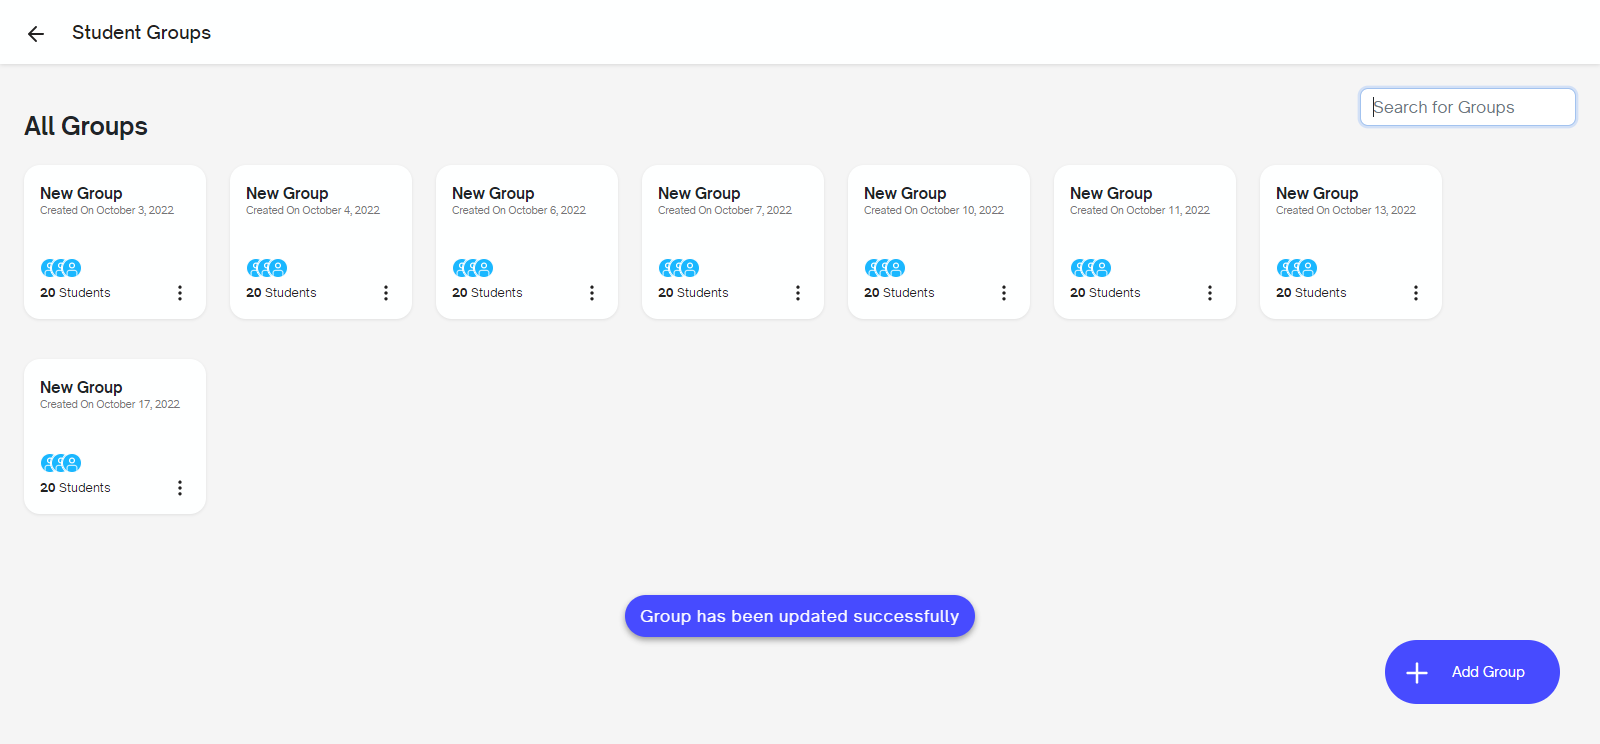 Student Groups
Search for Groups
All Groups
New Group
Created On October 3, 2022
20 Students
New Group
Created On October 4, 2022
20 Students
New Group
Created On October 6, 2022
20 Students
New Group
Created On October 7, 2022
20 Students
New Group
Created On October 10, 2022
20 Students
New Group
Created On October 11, 2022
20 Students
New Group
Created On October 13, 2022
20 Students
New Group
Created On October 17, 2022
20 Students
Group has been updated successfully
Add Group